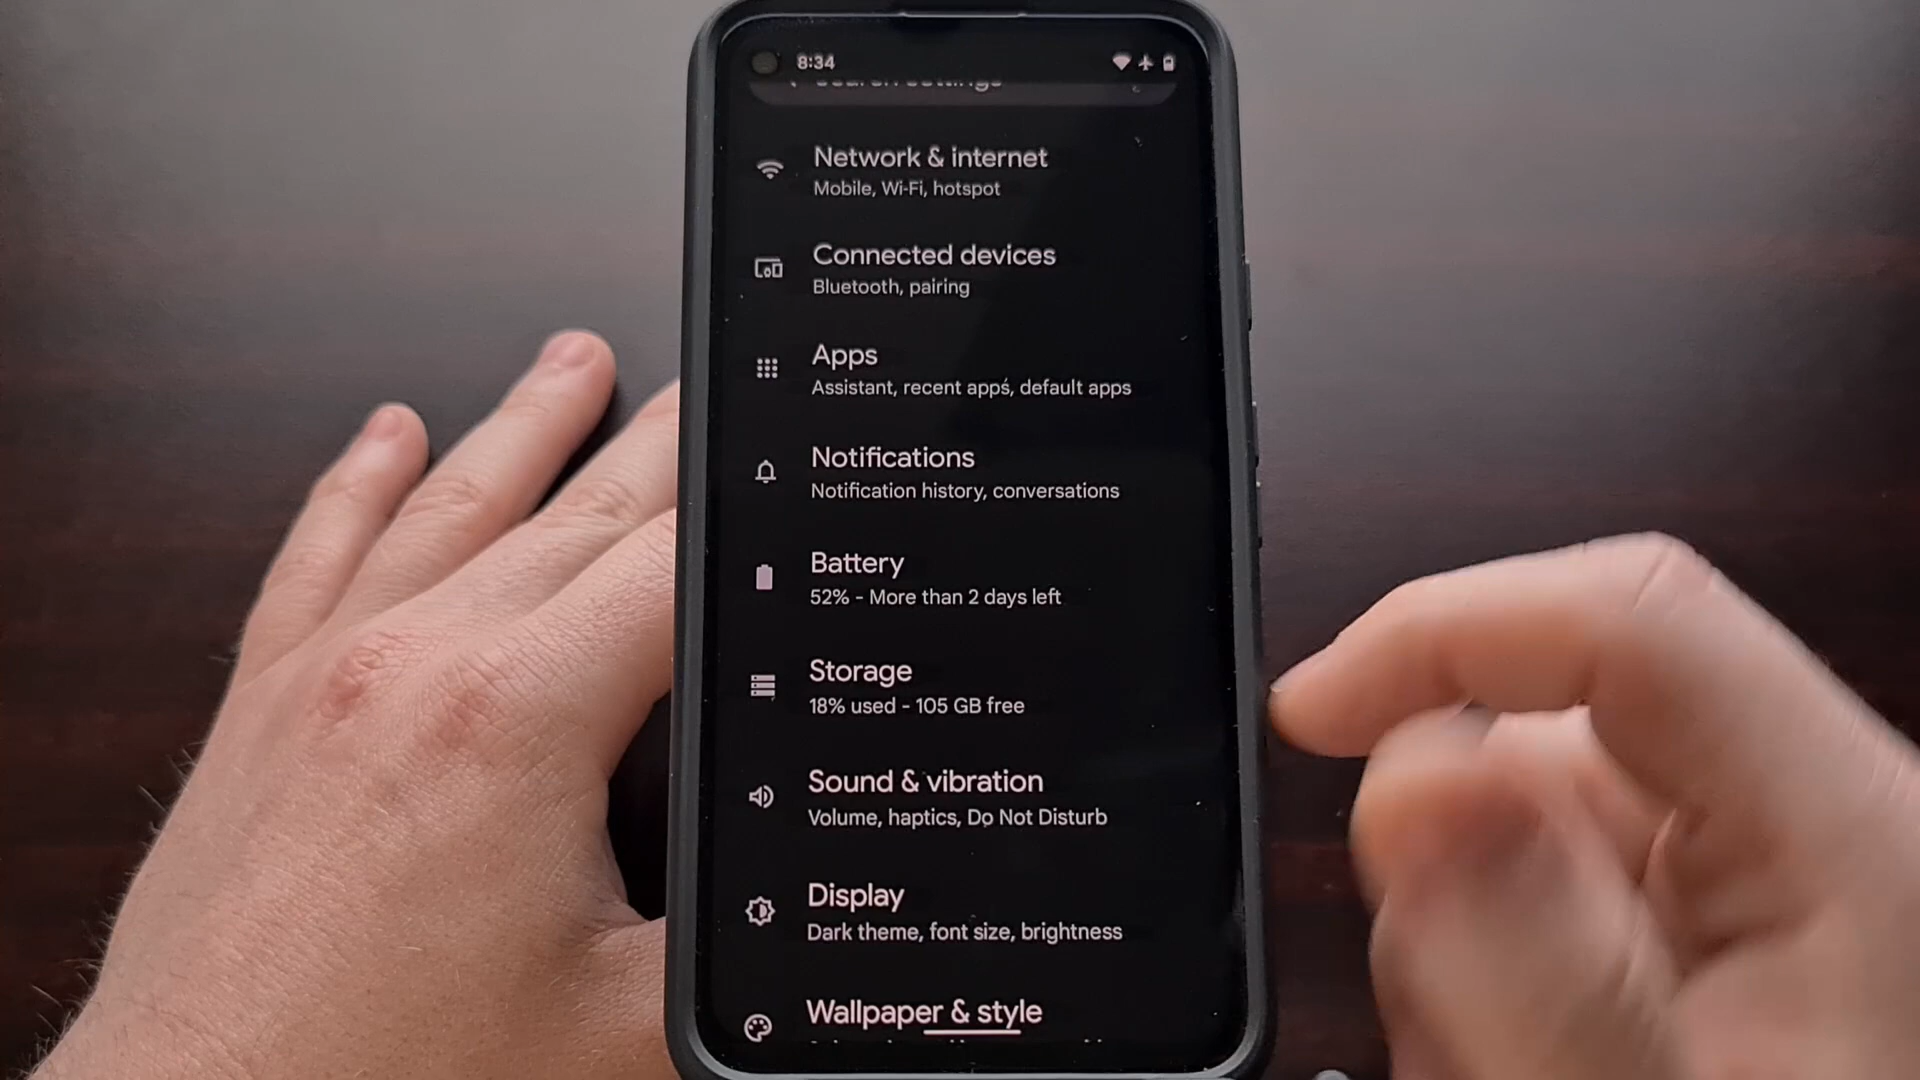 8:34
Search settings
Network & internet
Mobile, Wi-Fi, hotspot
Connected devices
Bluetooth, pairing
Apps
Assistant, recent apps, default apps
Notifications
Notification history, conversations
Battery
52% - More than 2 days left
Storage
18% used - 105 GB free
Sound & vibration
Volume, haptics, Do Not Disturb
Display
Dark theme, font size, brightness
Wallpaper & style